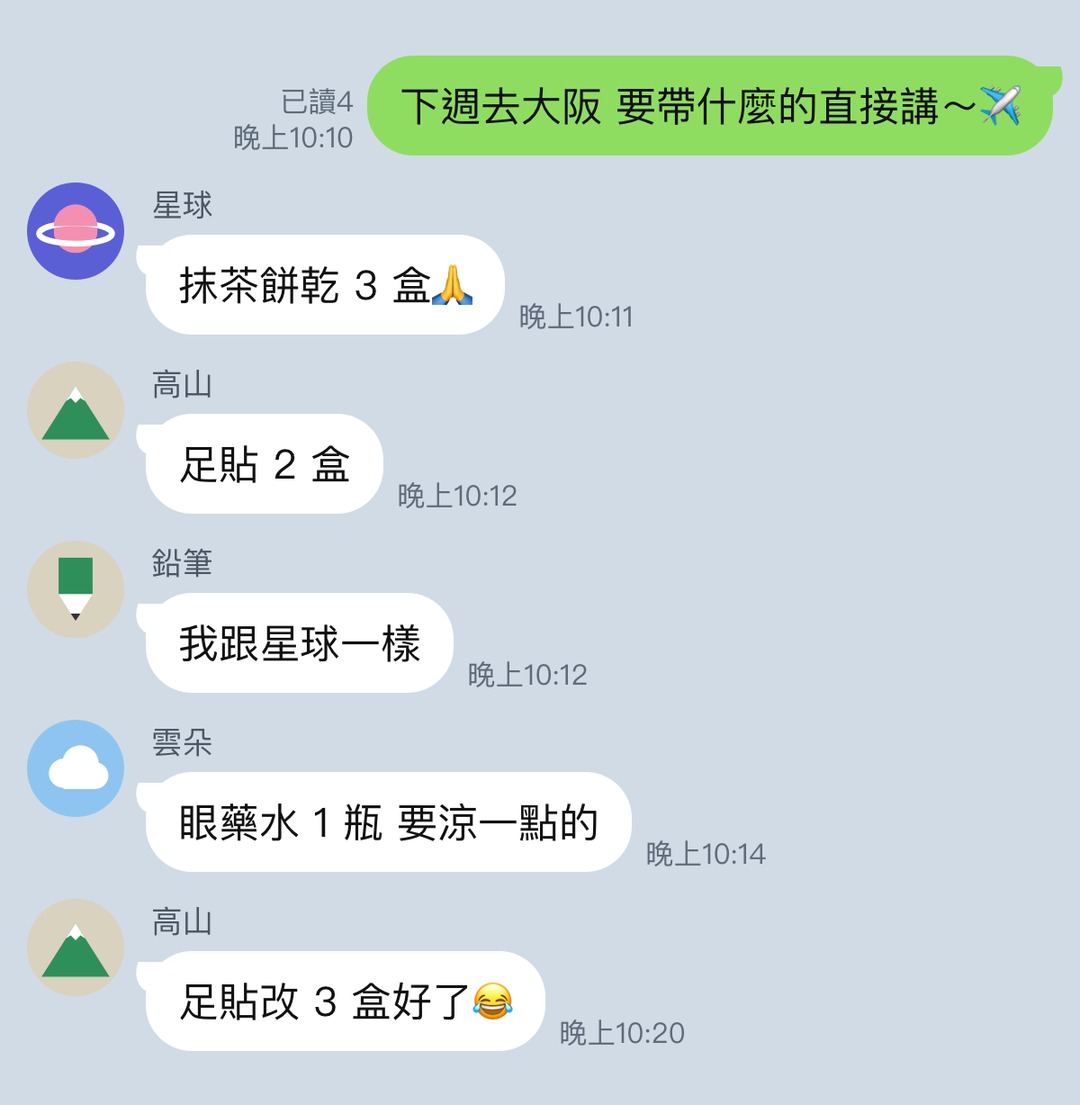 下週去大阪 要帶什麼的直接講～✈️
已讀4
晚上10:10
星球
抹茶餅乾 3 盒🙏
晚上10:11
高山
足貼 2 盒
晚上10:12
鉛筆
我跟星球一樣
晚上10:12
雲朵
眼藥水 1 瓶 要涼一點的
晚上10:14
高山
足貼改 3 盒好了😂
晚上10:20